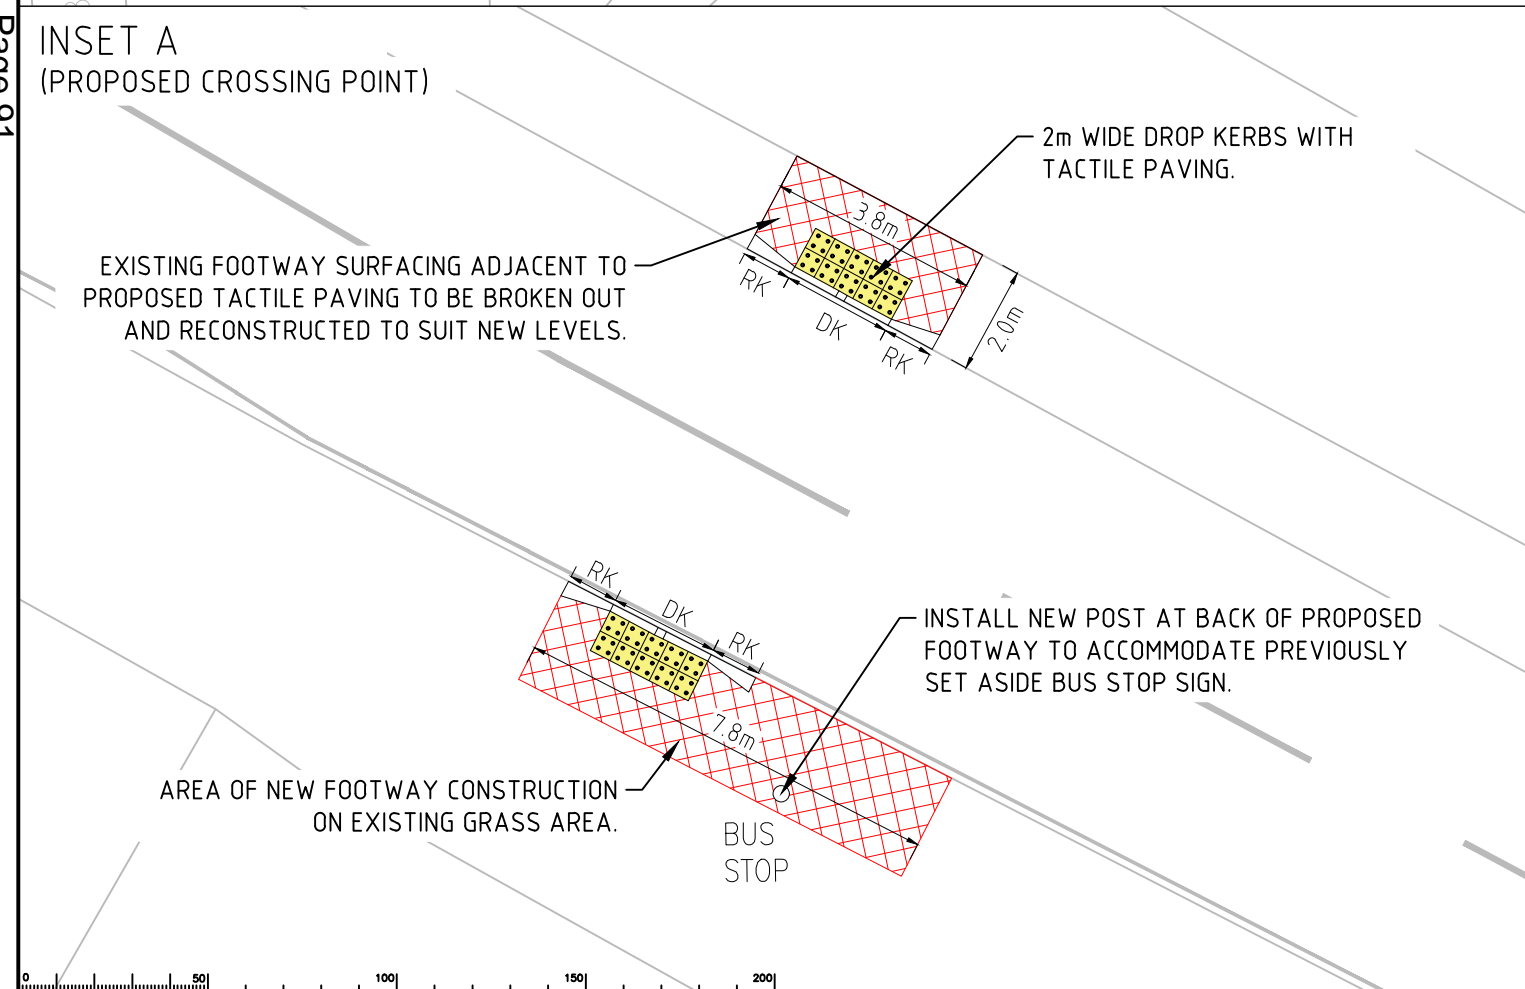 Page 91
INSET A
(PROPOSED CROSSING POINT)
2m WIDE DROP KERBS WITH
TACTILE PAVING.
3.8m
EXISTING FOOTWAY SURFACING ADJACENT TO
PROPOSED TACTILE PAVING TO BE BROKEN OUT
AND RECONSTRUCTED TO SUIT NEW LEVELS.
RK
DK
RK
2.0m
RK
DK
RK
INSTALL NEW POST AT BACK OF PROPOSED
FOOTWAY TO ACCOMMODATE PREVIOUSLY
SET ASIDE BUS STOP SIGN.
7.8m
AREA OF NEW FOOTWAY CONSTRUCTION
ON EXISTING GRASS AREA.
BUS
STOP
0 50 100 150 200